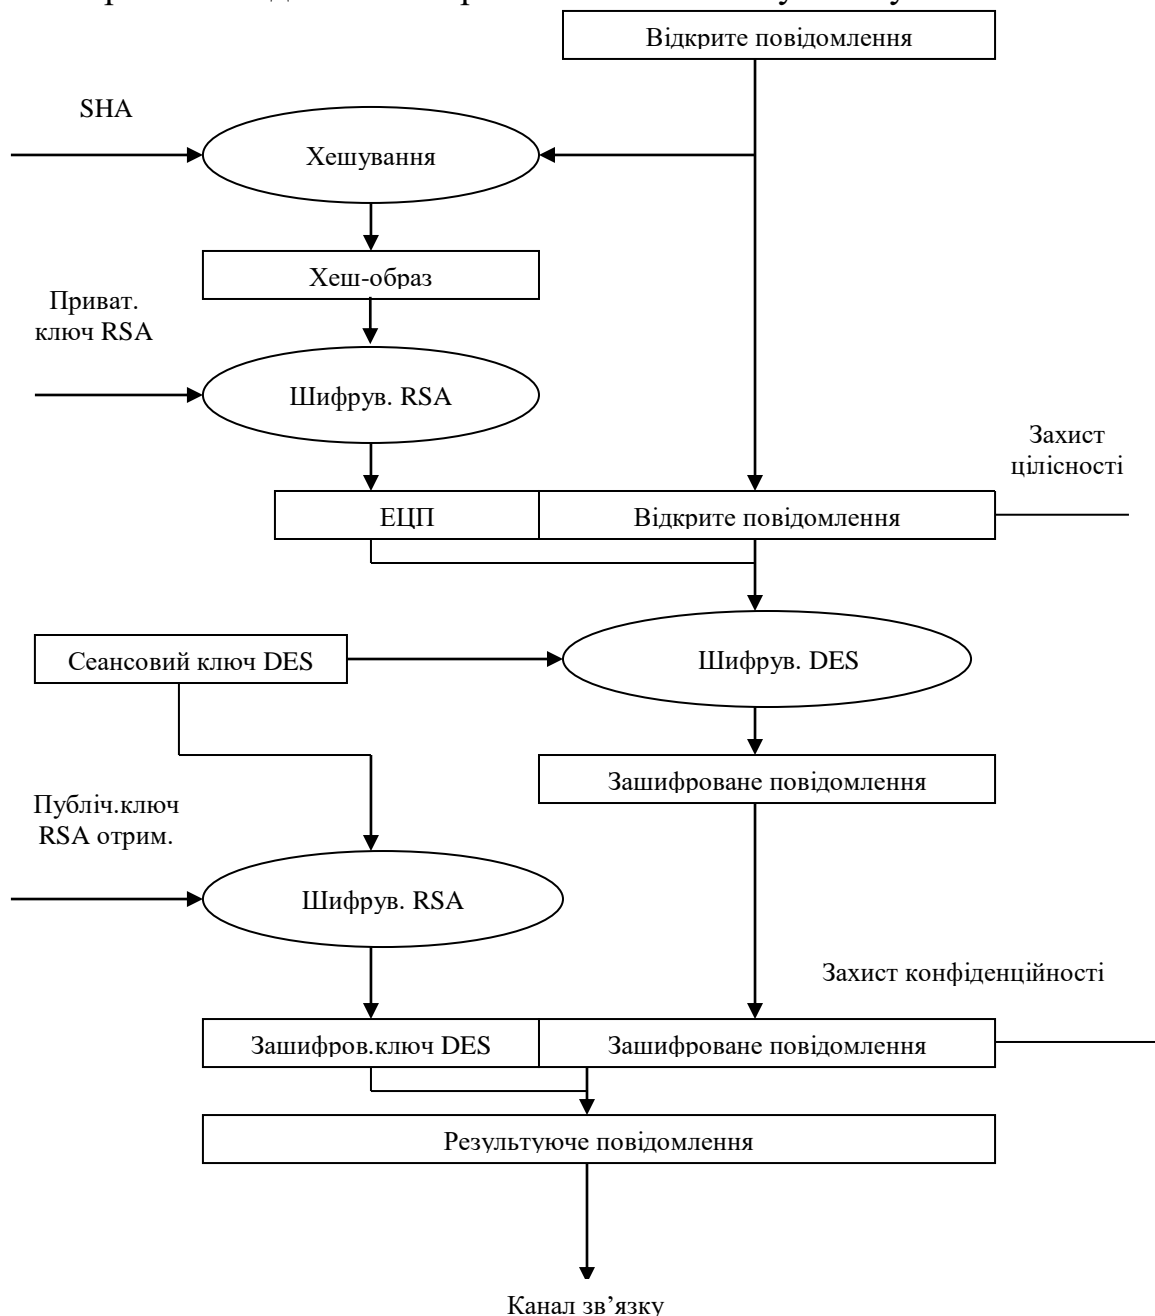 Відкрите повідомлення
SHA
Хешування
Хеш-образ
Приват.
ключ RSA
Шифрув. RSA
Захист
цілісності
ЕЦП
Відкрите повідомлення
Сеансовий ключ DES
Шифрув. DES
Зашифроване повідомлення
Публіч.ключ
RSA отрим.
Шифрув. RSA
Захист конфіденційності
Зашифров.ключ DES
Зашифроване повідомлення
Результуюче повідомлення
Канал зв’язку